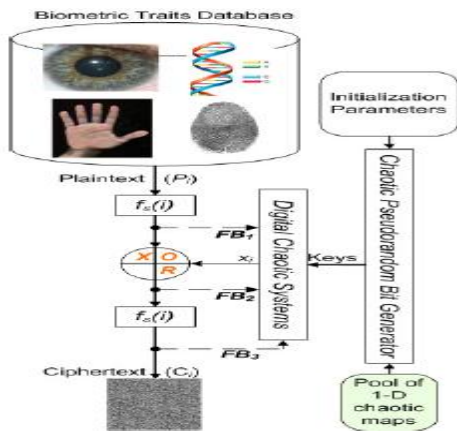 Biometric Traits Database
Initialization
Parameters
Plaintext (Pi)
fs(i)
FB1
X O
R
xi
Keys
FB2
fs(i)
FB3
Digital Chaotic Systems
Chaotic Pseudorandom Bit Generator
Ciphertext (Ci)
Pool of
1-D
chaotic
maps